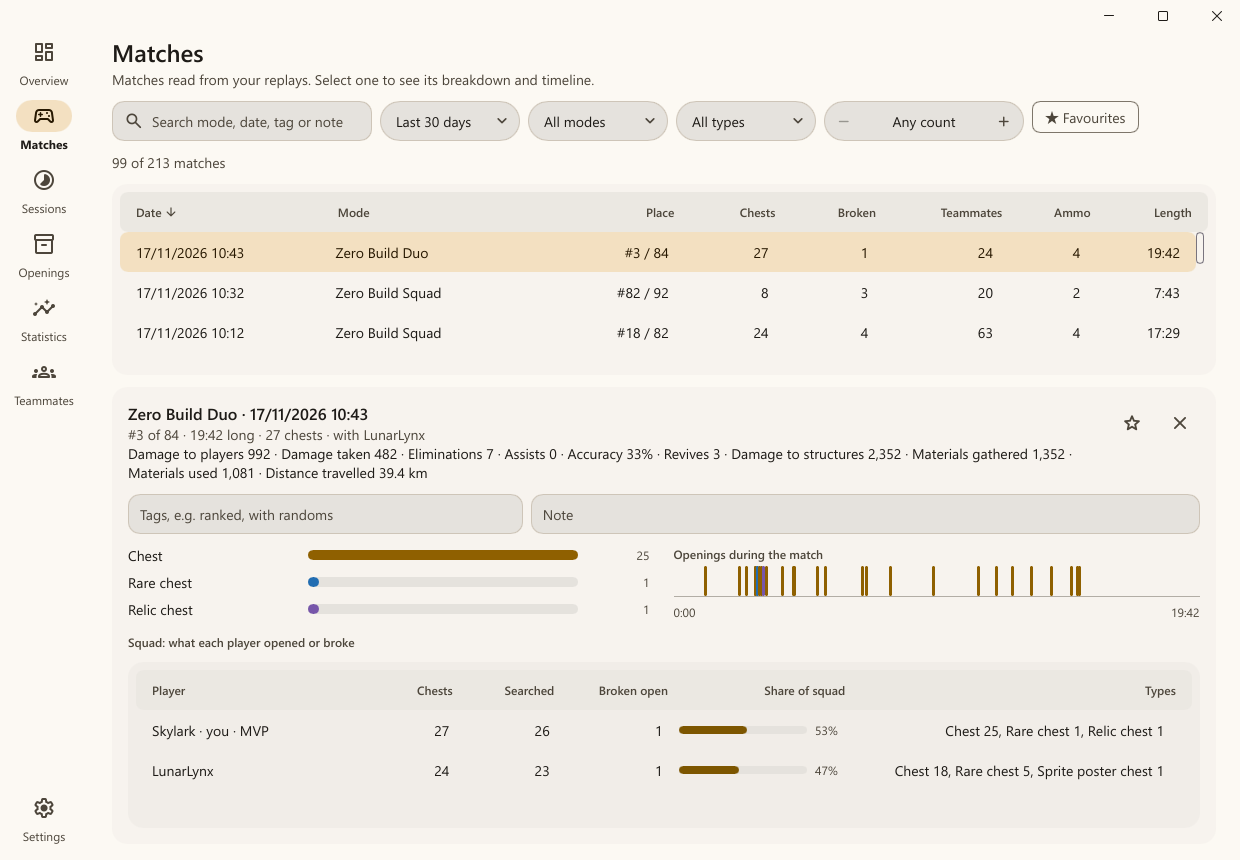 Matches
Matches read from your replays. Select one to see its breakdown and timeline.
Overview
Matches
Sessions
Openings
Statistics
Teammates
Settings
Search mode, date, tag or note
Last 30 days
All modes
All types
Any count
★ Favourites
99 of 213 matches
Date ↓ Mode Place Chests Broken Teammates Ammo Length
17/11/2026 10:43 Zero Build Duo #3 / 84 27 1 24 4 19:42
17/11/2026 10:32 Zero Build Squad #82 / 92 8 3 20 2 7:43
17/11/2026 10:12 Zero Build Squad #18 / 82 24 4 63 4 17:29
Zero Build Duo · 17/11/2026 10:43
#3 of 84 · 19:42 long · 27 chests · with LunarLynx
Damage to players 992 · Damage taken 482 · Eliminations 7 · Assists 0 · Accuracy 33% · Revives 3 · Damage to structures 2,352 · Materials gathered 1,352 ·
Materials used 1,081 · Distance travelled 39.4 km
Tags, e.g. ranked, with randoms
Note
Chest 25
Rare chest 1
Relic chest 1
Openings during the match
0:00 19:42
Squad: what each player opened or broke
Player Chests Searched Broken open Share of squad Types
Skylark · you · MVP 27 26 1 53% Chest 25, Rare chest 1, Relic chest 1
LunarLynx 24 23 1 47% Chest 18, Rare chest 5, Sprite poster chest 1